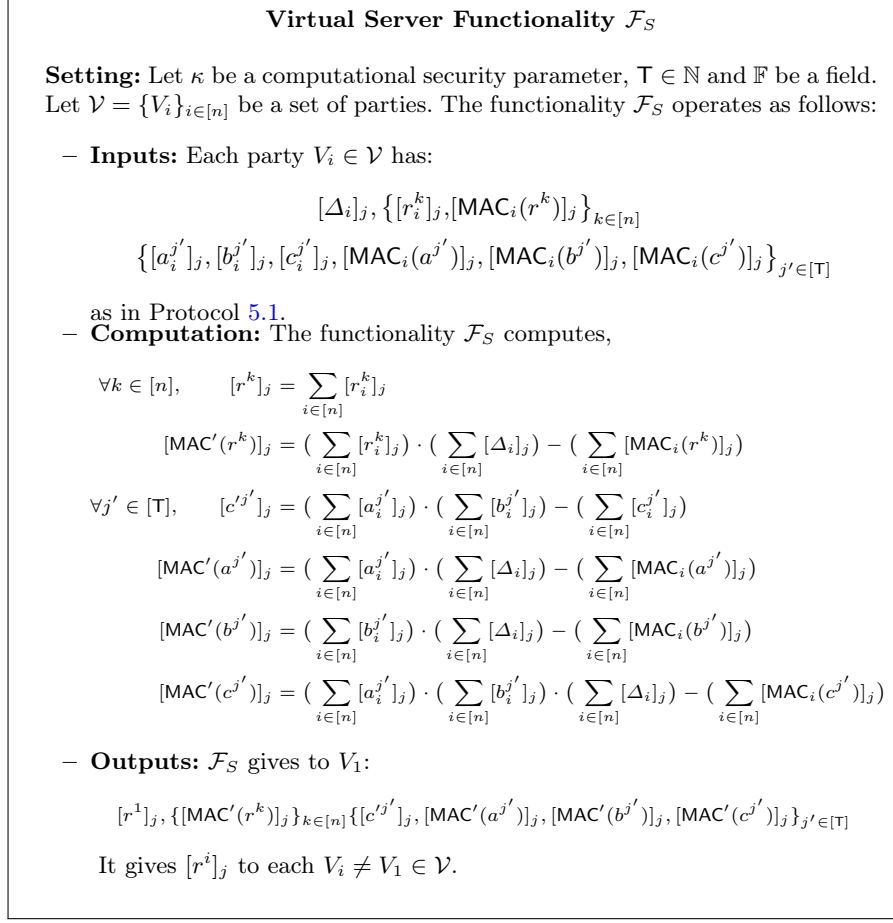 Virtual Server Functionality $\mathcal{F}_S$
Setting: Let $\kappa$ be a computational security parameter, $\mathsf{T} \in \mathbb{N}$ and $\mathbb{F}$ be a field.
Let $\mathcal{V} = \{V_i\}_{i\in[n]}$ be a set of parties. The functionality $\mathcal{F}_S$ operates as follows:
– Inputs: Each party $V_i \in \mathcal{V}$ has:
$[\Delta_i]_j, \{[r_i^k]_j, [\mathsf{MAC}_i(r^k)]_j\}_{k\in[n]}$
$\{[a_i^{j'}]_j, [b_i^{j'}]_j, [c_i^{j'}]_j, [\mathsf{MAC}_i(a^{j'})]_j, [\mathsf{MAC}_i(b^{j'})]_j, [\mathsf{MAC}_i(c^{j'})]_j\}_{j'\in[\mathsf{T}]}$
as in Protocol 5.1.
– Computation: The functionality $\mathcal{F}_S$ computes,
$\forall k \in [n], \quad [r^k]_j = \sum_{i\in[n]} [r_i^k]_j$
$[\mathsf{MAC}'(r^k)]_j = (\sum_{i\in[n]} [r_i^k]_j) \cdot (\sum_{i\in[n]} [\Delta_i]_j) - (\sum_{i\in[n]} [\mathsf{MAC}_i(r^k)]_j)$
$\forall j' \in [\mathsf{T}], \quad [c'^{j'}]_j = (\sum_{i\in[n]} [a_i^{j'}]_j) \cdot (\sum_{i\in[n]} [b_i^{j'}]_j) - (\sum_{i\in[n]} [c_i^{j'}]_j)$
$[\mathsf{MAC}'(a^{j'})]_j = (\sum_{i\in[n]} [a_i^{j'}]_j) \cdot (\sum_{i\in[n]} [\Delta_i]_j) - (\sum_{i\in[n]} [\mathsf{MAC}_i(a^{j'})]_j)$
$[\mathsf{MAC}'(b^{j'})]_j = (\sum_{i\in[n]} [b_i^{j'}]_j) \cdot (\sum_{i\in[n]} [\Delta_i]_j) - (\sum_{i\in[n]} [\mathsf{MAC}_i(b^{j'})]_j)$
$[\mathsf{MAC}'(c^{j'})]_j = (\sum_{i\in[n]} [a_i^{j'}]_j) \cdot (\sum_{i\in[n]} [b_i^{j'}]_j) \cdot (\sum_{i\in[n]} [\Delta_i]_j) - (\sum_{i\in[n]} [\mathsf{MAC}_i(c^{j'})]_j)$
– Outputs: $\mathcal{F}_S$ gives to $V_1$:
$[r^1]_j, \{[\mathsf{MAC}'(r^k)]_j\}_{k\in[n]} \{[c'^{j'}]_j, [\mathsf{MAC}'(a^{j'})]_j, [\mathsf{MAC}'(b^{j'})]_j, [\mathsf{MAC}'(c^{j'})]_j\}_{j'\in[\mathsf{T}]}$
It gives $[r^i]_j$ to each $V_i \neq V_1 \in \mathcal{V}$.